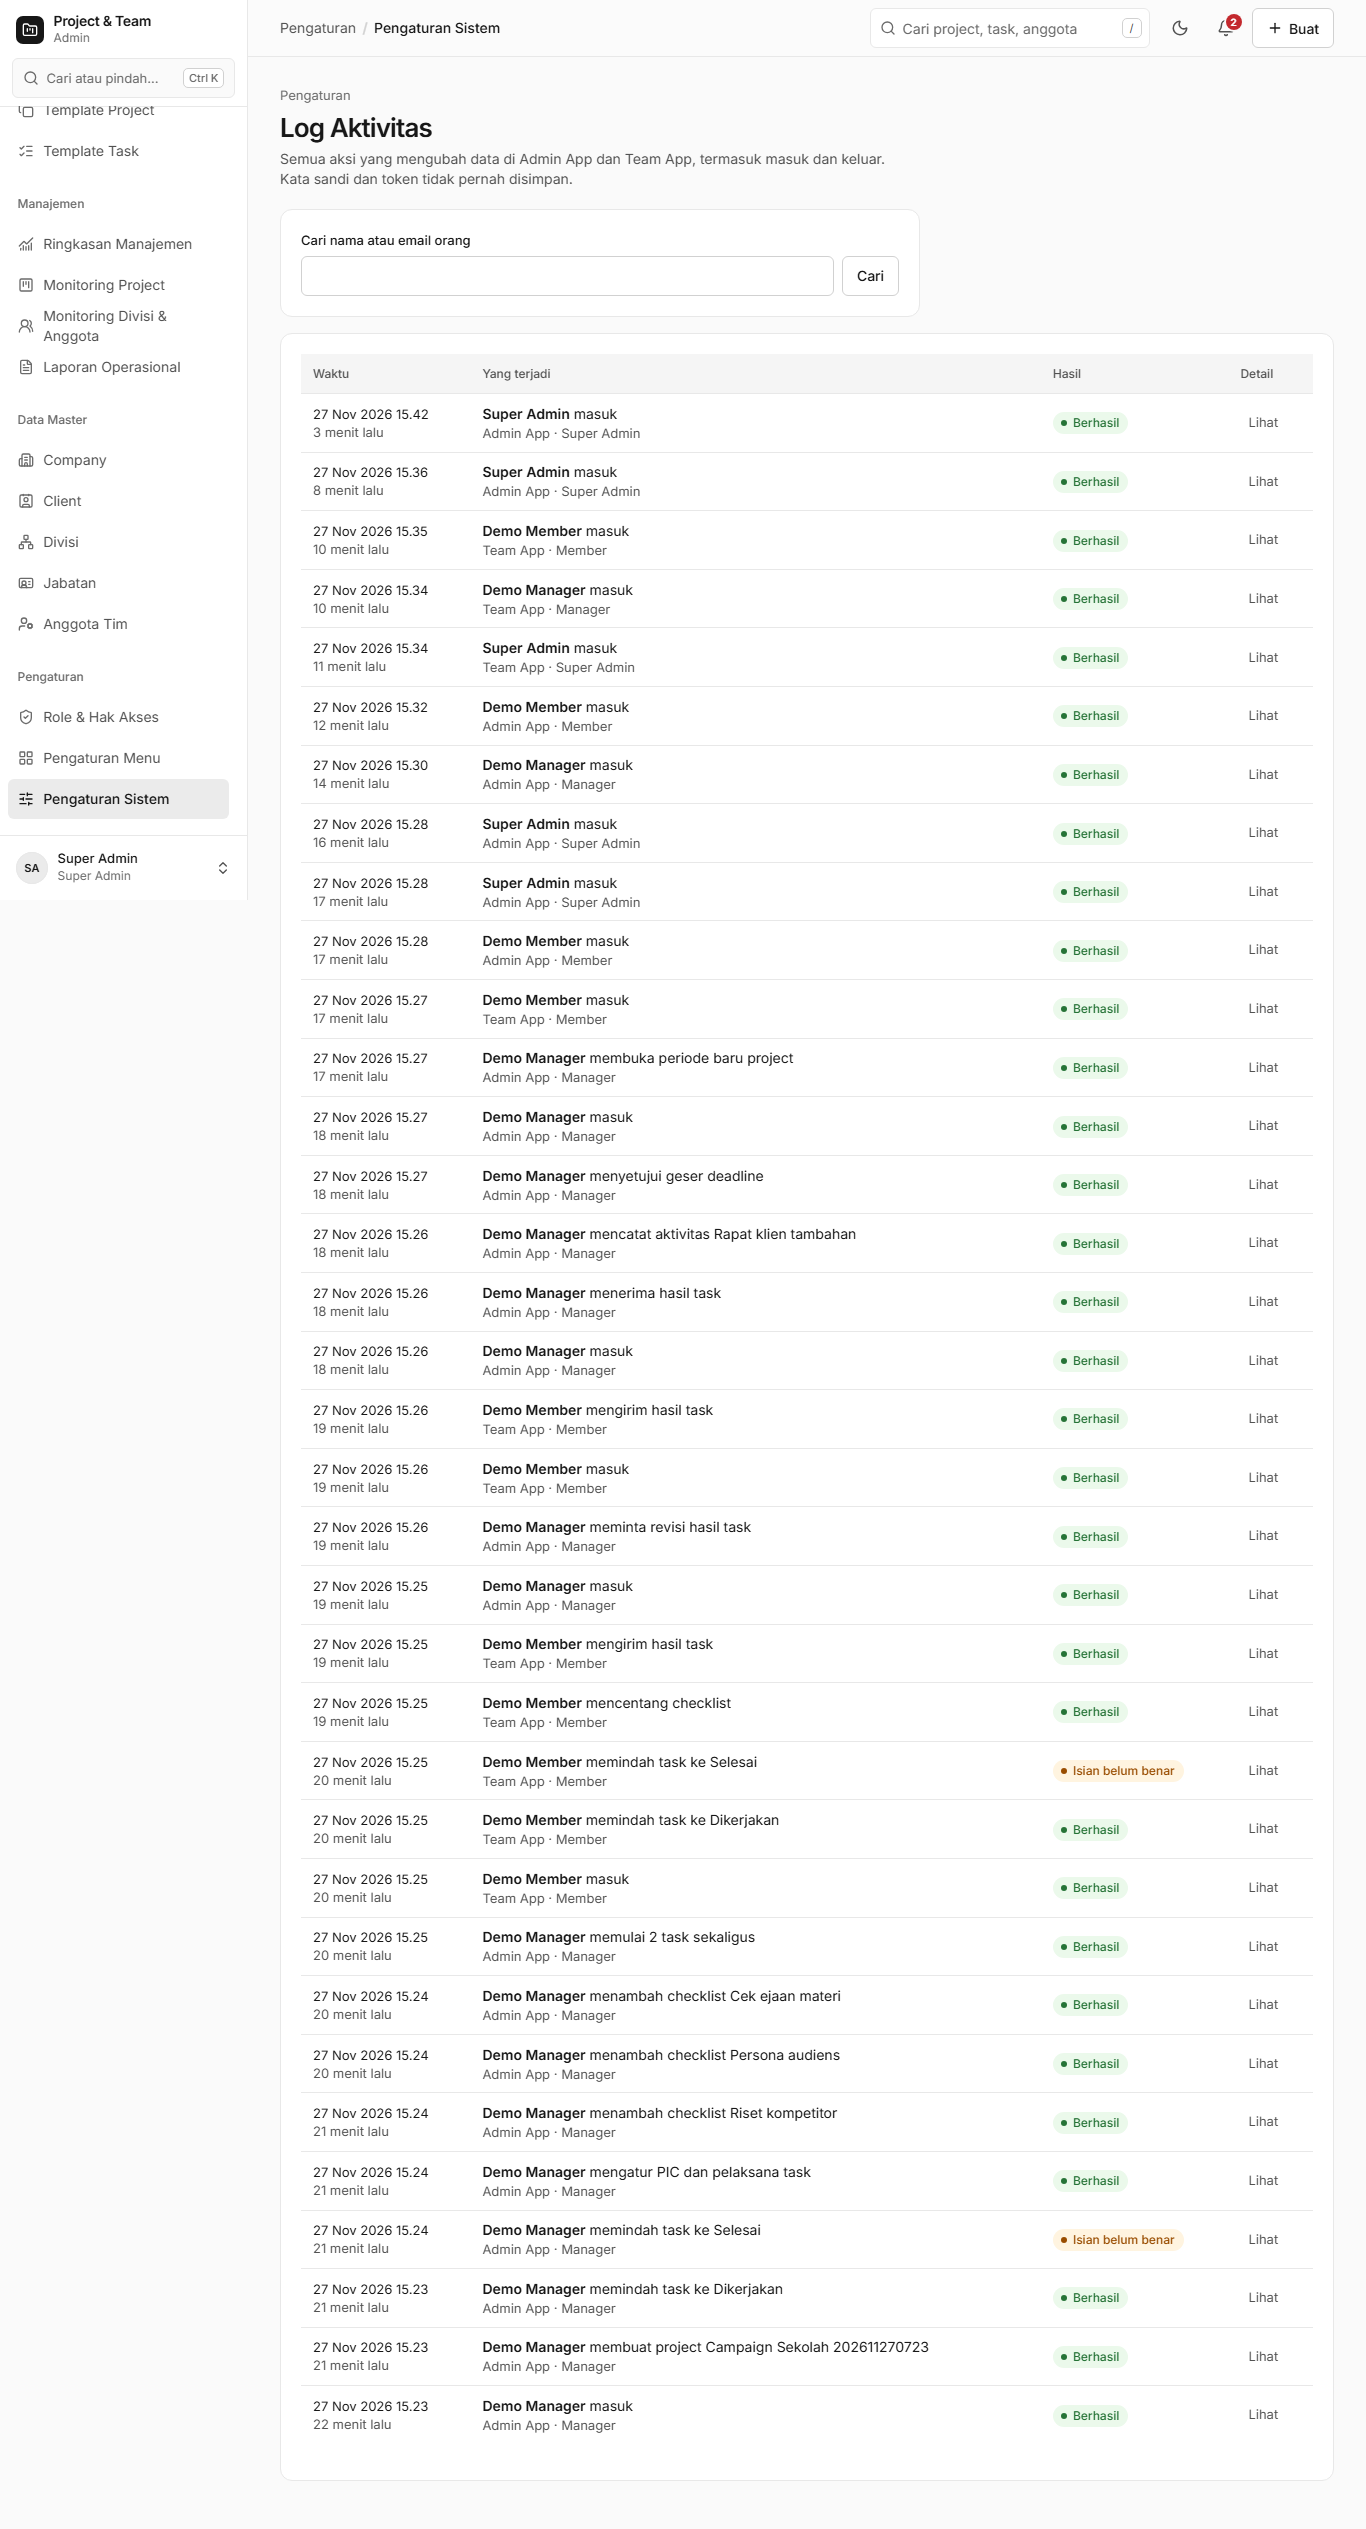 Project & Team
Admin
Cari atau pindah... Ctrl K
Template Project
Template Task
Manajemen
Ringkasan Manajemen
Monitoring Project
Monitoring Divisi &
Anggota
Laporan Operasional
Data Master
Company
Client
Divisi
Jabatan
Anggota Tim
Pengaturan
Role & Hak Akses
Pengaturan Menu
Pengaturan Sistem
SA Super Admin
Super Admin
Pengaturan / Pengaturan Sistem
Cari project, task, anggota /
2
+ Buat
Pengaturan
Log Aktivitas
Semua aksi yang mengubah data di Admin App dan Team App, termasuk masuk dan keluar.
Kata sandi dan token tidak pernah disimpan.
Cari nama atau email orang
Cari
Waktu Yang terjadi Hasil Detail
27 Nov 2026 15.42 Super Admin masuk Berhasil Lihat
3 menit lalu Admin App · Super Admin
27 Nov 2026 15.36 Super Admin masuk Berhasil Lihat
8 menit lalu Admin App · Super Admin
27 Nov 2026 15.35 Demo Member masuk Berhasil Lihat
10 menit lalu Team App · Member
27 Nov 2026 15.34 Demo Manager masuk Berhasil Lihat
10 menit lalu Team App · Manager
27 Nov 2026 15.34 Super Admin masuk Berhasil Lihat
11 menit lalu Team App · Super Admin
27 Nov 2026 15.32 Demo Member masuk Berhasil Lihat
12 menit lalu Admin App · Member
27 Nov 2026 15.30 Demo Manager masuk Berhasil Lihat
14 menit lalu Admin App · Manager
27 Nov 2026 15.28 Super Admin masuk Berhasil Lihat
16 menit lalu Admin App · Super Admin
27 Nov 2026 15.28 Super Admin masuk Berhasil Lihat
17 menit lalu Admin App · Super Admin
27 Nov 2026 15.28 Demo Member masuk Berhasil Lihat
17 menit lalu Admin App · Member
27 Nov 2026 15.27 Demo Member masuk Berhasil Lihat
17 menit lalu Team App · Member
27 Nov 2026 15.27 Demo Manager membuka periode baru project Berhasil Lihat
17 menit lalu Admin App · Manager
27 Nov 2026 15.27 Demo Manager masuk Berhasil Lihat
18 menit lalu Admin App · Manager
27 Nov 2026 15.27 Demo Manager menyetujui geser deadline Berhasil Lihat
18 menit lalu Admin App · Manager
27 Nov 2026 15.26 Demo Manager mencatat aktivitas Rapat klien tambahan Berhasil Lihat
18 menit lalu Admin App · Manager
27 Nov 2026 15.26 Demo Manager menerima hasil task Berhasil Lihat
18 menit lalu Admin App · Manager
27 Nov 2026 15.26 Demo Manager masuk Berhasil Lihat
18 menit lalu Admin App · Manager
27 Nov 2026 15.26 Demo Member mengirim hasil task Berhasil Lihat
19 menit lalu Team App · Member
27 Nov 2026 15.26 Demo Member masuk Berhasil Lihat
19 menit lalu Team App · Member
27 Nov 2026 15.26 Demo Manager meminta revisi hasil task Berhasil Lihat
19 menit lalu Admin App · Manager
27 Nov 2026 15.25 Demo Manager masuk Berhasil Lihat
19 menit lalu Admin App · Manager
27 Nov 2026 15.25 Demo Member mengirim hasil task Berhasil Lihat
19 menit lalu Team App · Member
27 Nov 2026 15.25 Demo Member mencentang checklist Berhasil Lihat
19 menit lalu Team App · Member
27 Nov 2026 15.25 Demo Member memindah task ke Selesai Isian belum benar Lihat
20 menit lalu Team App · Member
27 Nov 2026 15.25 Demo Member memindah task ke Dikerjakan Berhasil Lihat
20 menit lalu Team App · Member
27 Nov 2026 15.25 Demo Member masuk Berhasil Lihat
20 menit lalu Team App · Member
27 Nov 2026 15.25 Demo Manager memulai 2 task sekaligus Berhasil Lihat
20 menit lalu Admin App · Manager
27 Nov 2026 15.24 Demo Manager menambah checklist Cek ejaan materi Berhasil Lihat
20 menit lalu Admin App · Manager
27 Nov 2026 15.24 Demo Manager menambah checklist Persona audiens Berhasil Lihat
20 menit lalu Admin App · Manager
27 Nov 2026 15.24 Demo Manager menambah checklist Riset kompetitor Berhasil Lihat
21 menit lalu Admin App · Manager
27 Nov 2026 15.24 Demo Manager mengatur PIC dan pelaksana task Berhasil Lihat
21 menit lalu Admin App · Manager
27 Nov 2026 15.24 Demo Manager memindah task ke Selesai Isian belum benar Lihat
21 menit lalu Admin App · Manager
27 Nov 2026 15.23 Demo Manager memindah task ke Dikerjakan Berhasil Lihat
21 menit lalu Admin App · Manager
27 Nov 2026 15.23 Demo Manager membuat project Campaign Sekolah 202611270723 Berhasil Lihat
21 menit lalu Admin App · Manager
27 Nov 2026 15.23 Demo Manager masuk Berhasil Lihat
22 menit lalu Admin App · Manager